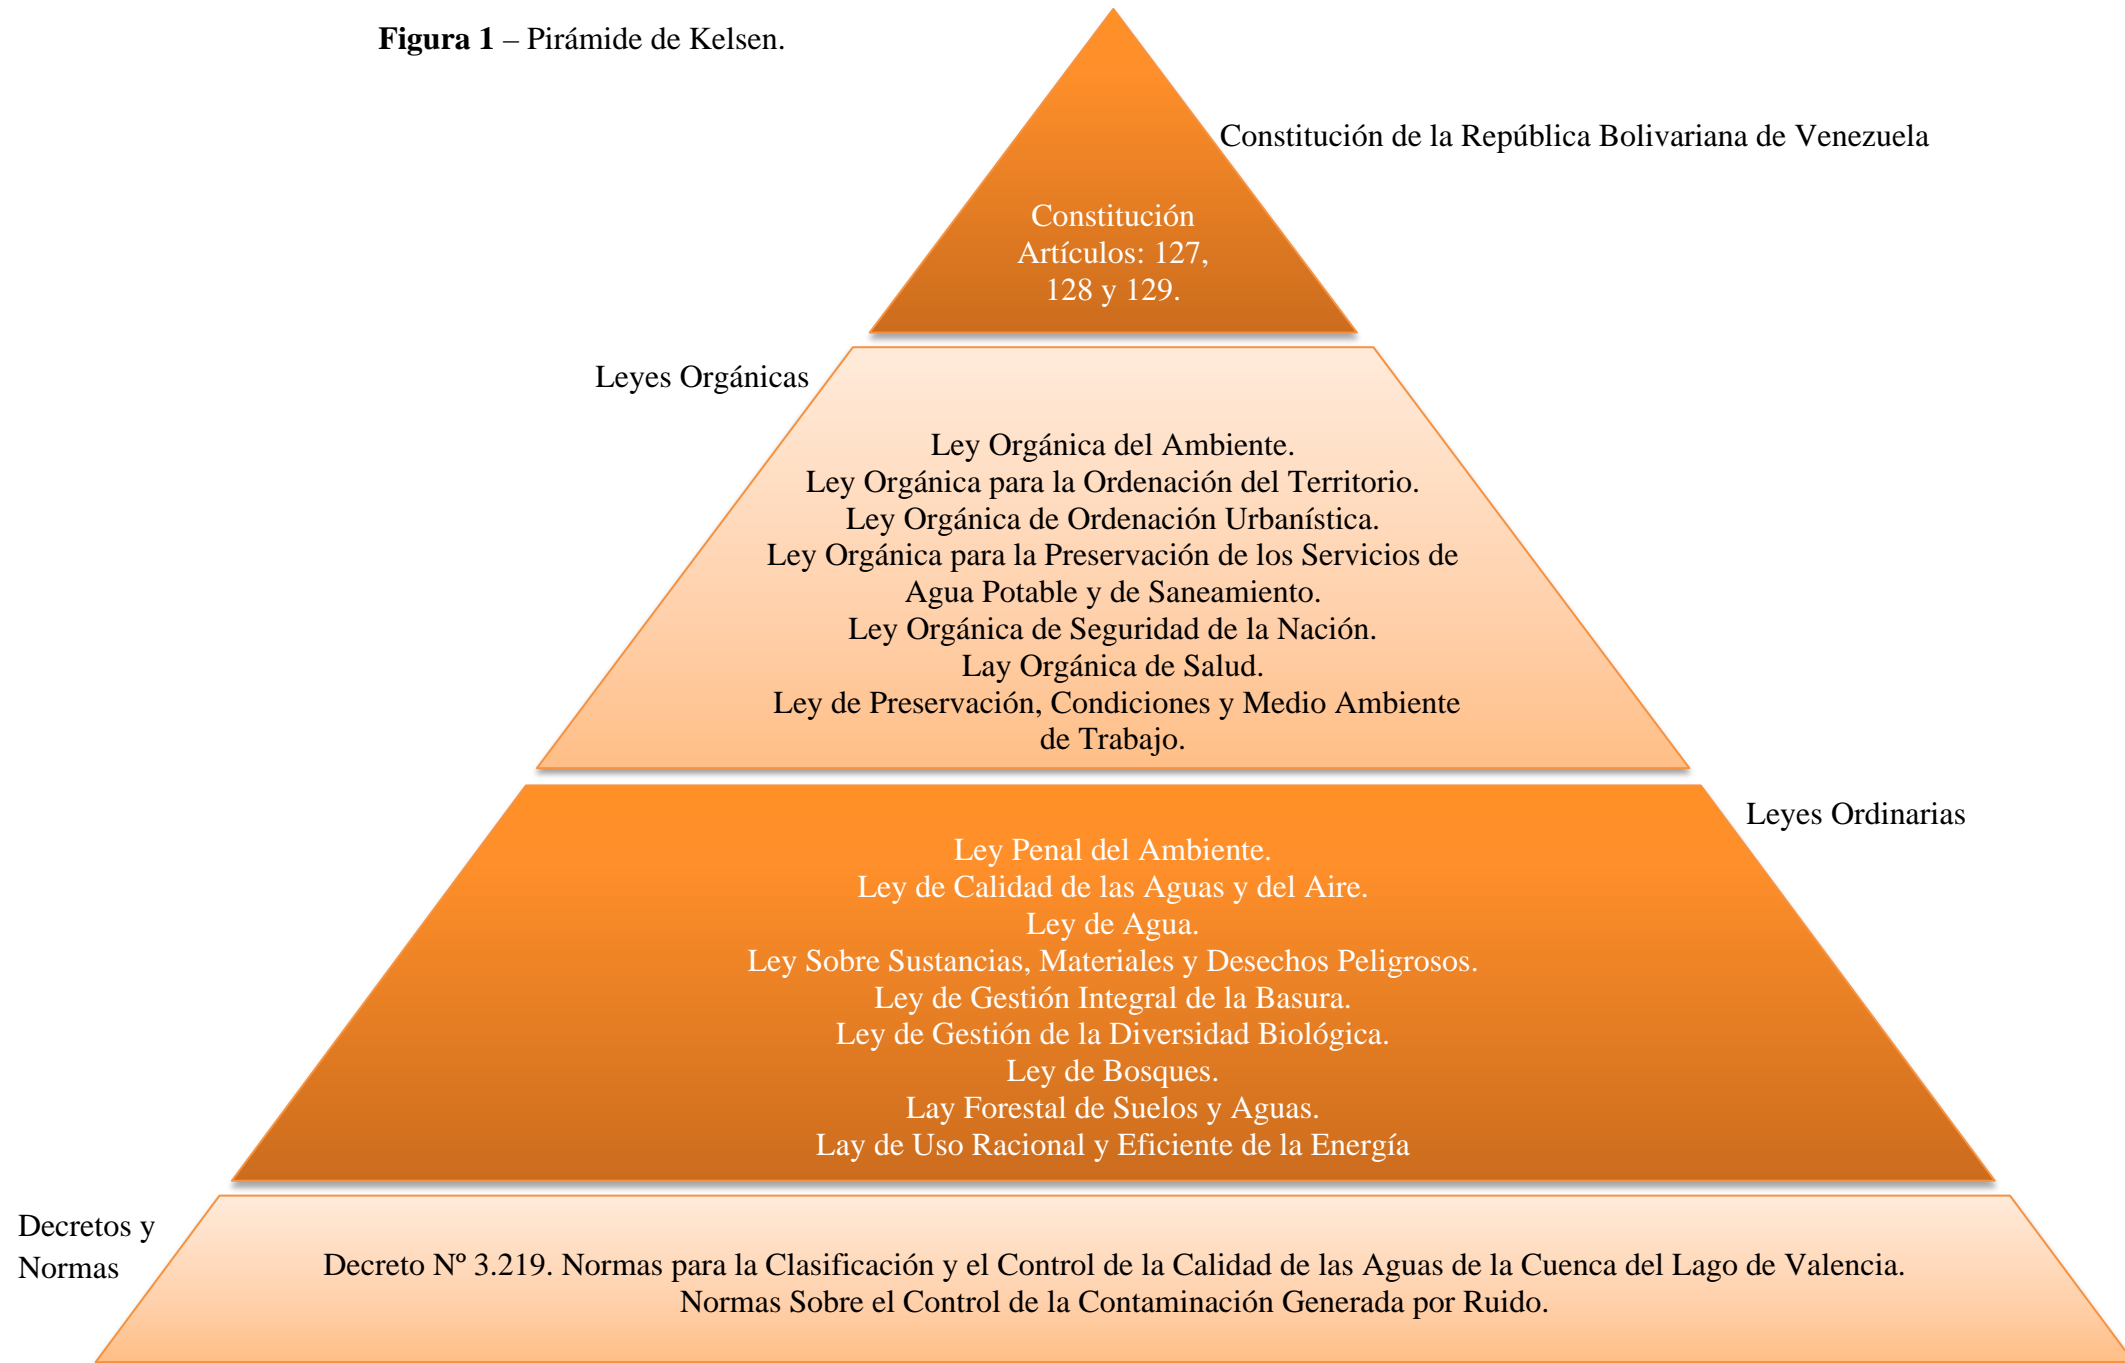 Figura 1 – Pirámide de Kelsen.
Constitución de la República Bolivariana de Venezuela
Constitución
Artículos: 127,
128 y 129.
Leyes Orgánicas
Ley Orgánica del Ambiente.
Ley Orgánica para la Ordenación del Territorio.
Ley Orgánica de Ordenación Urbanística.
Ley Orgánica para la Preservación de los Servicios de
Agua Potable y de Saneamiento.
Ley Orgánica de Seguridad de la Nación.
Lay Orgánica de Salud.
Ley de Preservación, Condiciones y Medio Ambiente
de Trabajo.
Leyes Ordinarias
Ley Penal del Ambiente.
Ley de Calidad de las Aguas y del Aire.
Ley de Agua.
Ley Sobre Sustancias, Materiales y Desechos Peligrosos.
Ley de Gestión Integral de la Basura.
Ley de Gestión de la Diversidad Biológica.
Ley de Bosques.
Lay Forestal de Suelos y Aguas.
Lay de Uso Racional y Eficiente de la Energía
Decretos y
Normas
Decreto Nº 3.219. Normas para la Clasificación y el Control de la Calidad de las Aguas de la Cuenca del Lago de Valencia.
Normas Sobre el Control de la Contaminación Generada por Ruido.